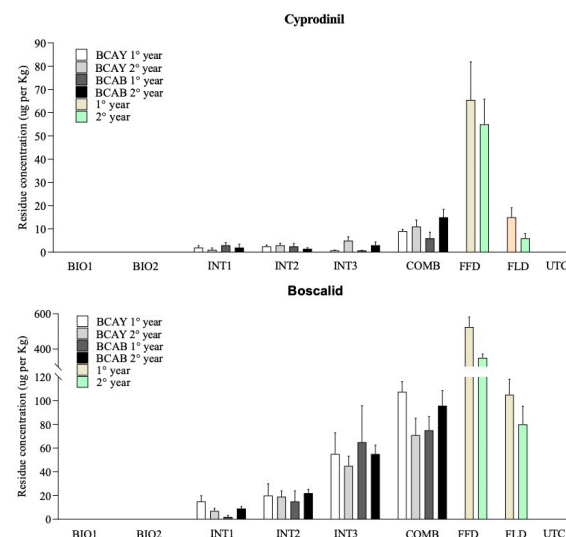 Cyprodinil
Residue concentration (ug per Kg)
90
80
70
60
50
40
30
20
10
0
BCAY 1° year
BCAY 2° year
BCAB 1° year
BCAB 2° year
1° year
2° year
BIO1 BIO2 INT1 INT2 INT3 COMB FFD FLD UTC
Boscalid
Residue concentration (ug per Kg)
600
400
120
100
80
60
40
20
0
BCAY 1° year
BCAY 2° year
BCAB 1° year
BCAB 2° year
1° year
2° year
BIO1 BIO2 INT1 INT2 INT3 COMB FFD FLD UTC